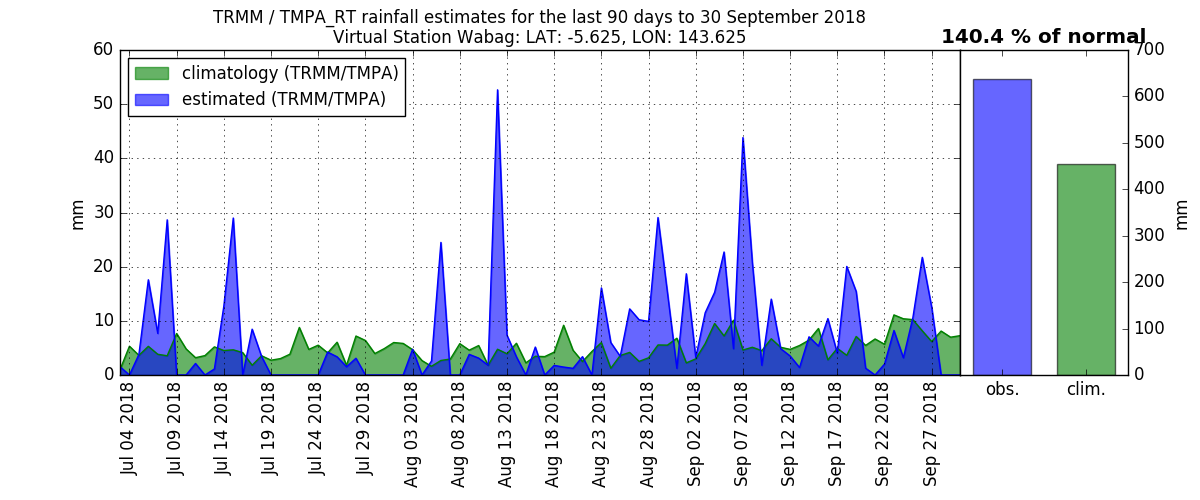 TRMM / TMPA_RT rainfall estimates for the last 90 days to 30 September 2018
Virtual Station Wabag: LAT: -5.625, LON: 143.625
140.4 % of normal
climatology (TRMM/TMPA)
estimated (TRMM/TMPA)
60
50
40
30
20
10
0
mm
Jul 04 2018
Jul 09 2018
Jul 14 2018
Jul 19 2018
Jul 24 2018
Jul 29 2018
Aug 03 2018
Aug 08 2018
Aug 13 2018
Aug 18 2018
Aug 23 2018
Aug 28 2018
Sep 02 2018
Sep 07 2018
Sep 12 2018
Sep 17 2018
Sep 22 2018
Sep 27 2018
obs.
clim.
700
600
500
400
300
200
100
0
mm